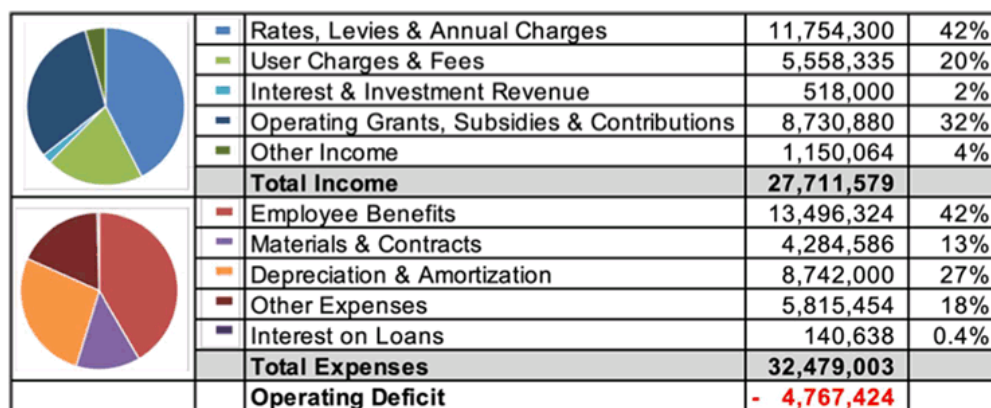 Rates, Levies & Annual Charges 11,754,300 42%
User Charges & Fees 5,558,335 20%
Interest & Investment Revenue 518,000 2%
Operating Grants, Subsidies & Contributions 8,730,880 32%
Other Income 1,150,064 4%
Total Income 27,711,579
Employee Benefits 13,496,324 42%
Materials & Contracts 4,284,586 13%
Depreciation & Amortization 8,742,000 27%
Other Expenses 5,815,454 18%
Interest on Loans 140,638 0.4%
Total Expenses 32,479,003
Operating Deficit - 4,767,424